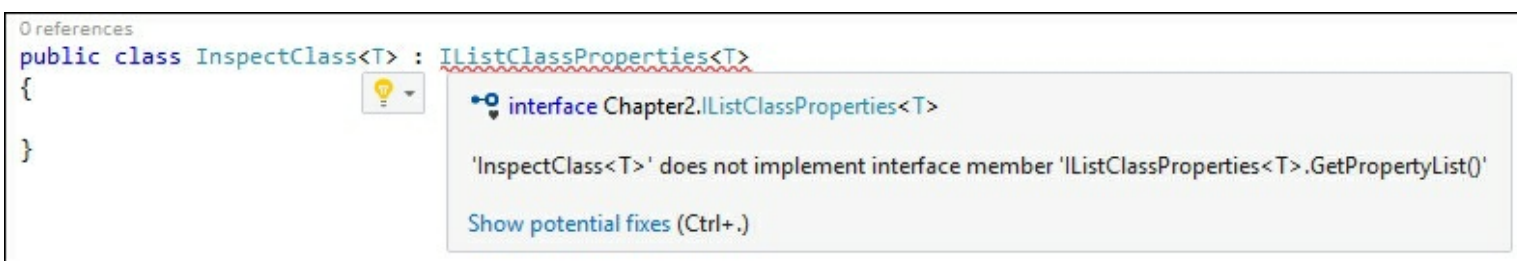 0 references
public class InspectClass<T> : IListClassProperties<T>
{
interface Chapter2.IListClassProperties<T>
}
'InspectClass<T>' does not implement interface member 'IListClassProperties<T>.GetPropertyList()'
Show potential fixes (Ctrl+.)